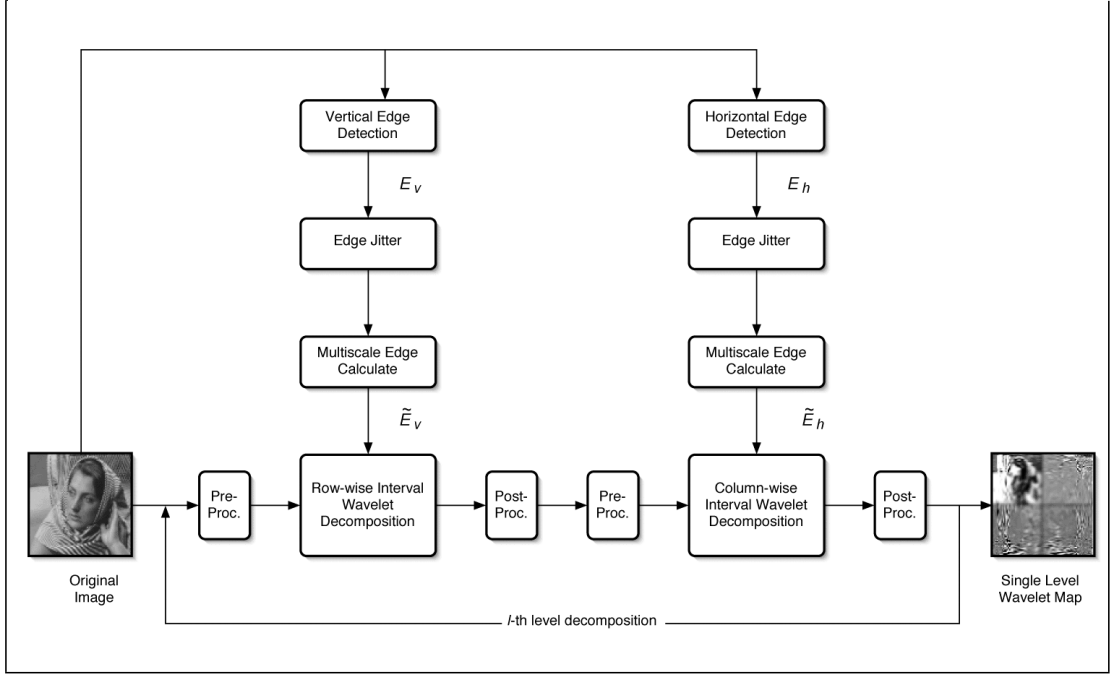 Vertical Edge
Detection
Horizontal Edge
Detection
E v
E h
Edge Jitter
Edge Jitter
Multiscale Edge
Calculate
Multiscale Edge
Calculate
Ẽ v
Ẽ h
Pre-
Proc.
Row-wise Interval
Wavelet
Decomposition
Post-
Proc.
Pre-
Proc.
Column-wise
Interval Wavelet
Decomposition
Post-
Proc.
Original
Image
Single Level
Wavelet Map
l-th level decomposition